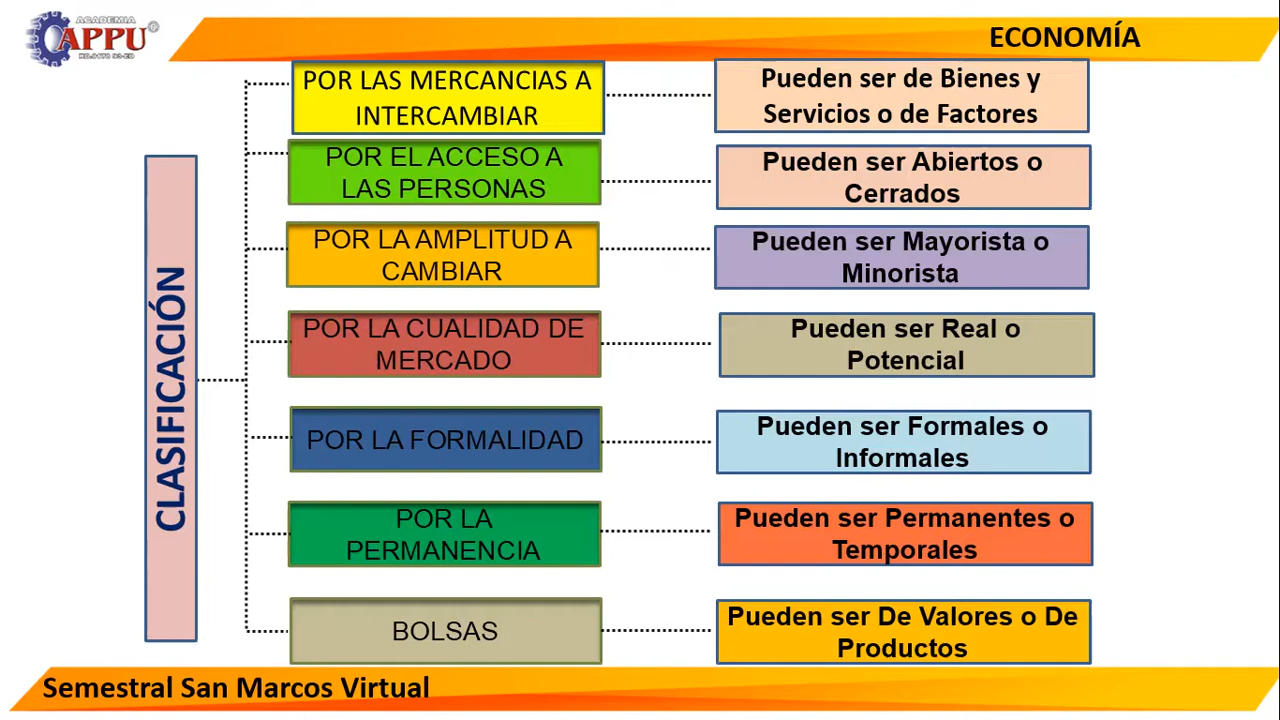 ACADEMIA
APPU
ECONOMÍA
CLASIFICACIÓN
POR LAS MERCANCIAS A
INTERCAMBIAR
Pueden ser de Bienes y
Servicios o de Factores
POR EL ACCESO A
LAS PERSONAS
Pueden ser Abiertos o
Cerrados
POR LA AMPLITUD A
CAMBIAR
Pueden ser Mayorista o
Minorista
POR LA CUALIDAD DE
MERCADO
Pueden ser Real o
Potencial
POR LA FORMALIDAD
Pueden ser Formales o
Informales
POR LA
PERMANENCIA
Pueden ser Permanentes o
Temporales
BOLSAS
Pueden ser De Valores o De
Productos
Semestral San Marcos Virtual